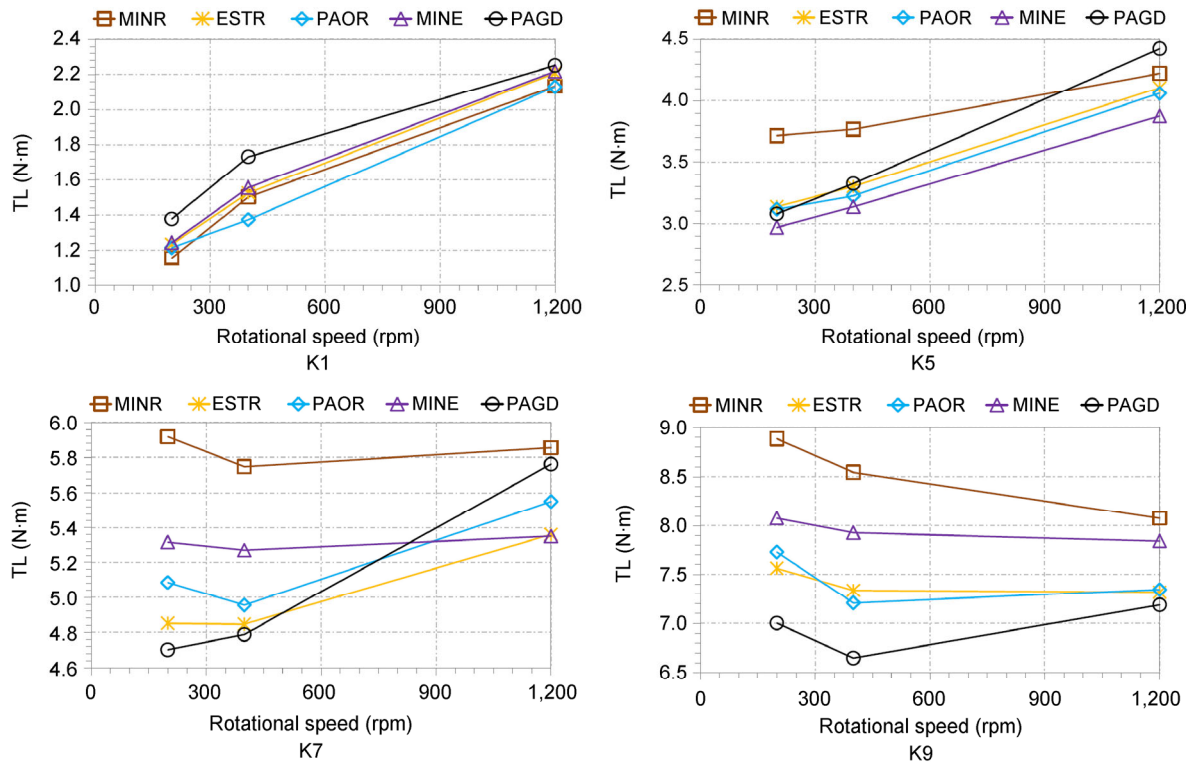 MINR ESTR PAOR MINE PAGD
TL (N·m)
2.4
2.2
2.0
1.8
1.6
1.4
1.2
1.0
0 300 600 900 1,200
Rotational speed (rpm)
K1
MINR ESTR PAOR MINE PAGD
TL (N·m)
4.5
4.0
3.5
3.0
2.5
0 300 600 900 1,200
Rotational speed (rpm)
K5
MINR ESTR PAOR MINE PAGD
TL (N·m)
6.0
5.8
5.6
5.4
5.2
5.0
4.8
4.6
0 300 600 900 1,200
Rotational speed (rpm)
K7
MINR ESTR PAOR MINE PAGD
TL (N·m)
9.0
8.5
8.0
7.5
7.0
6.5
0 300 600 900 1,200
Rotational speed (rpm)
K9